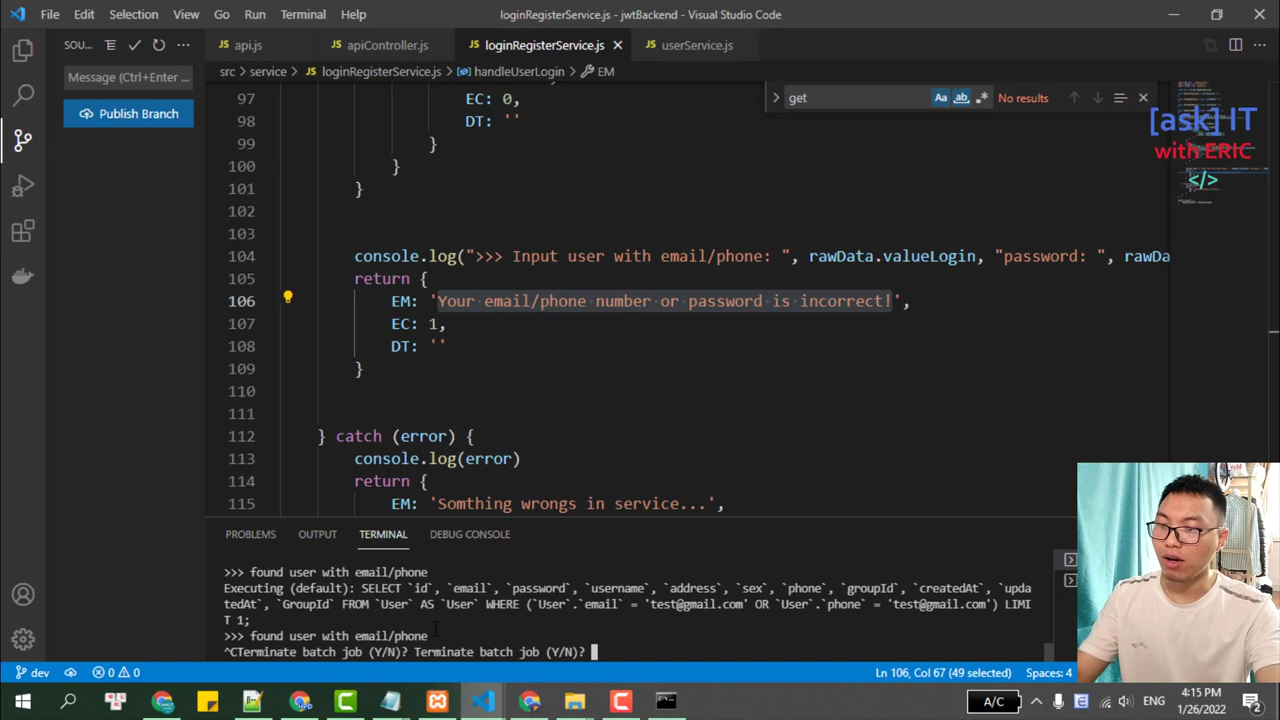 File Edit Selection View Go Run Terminal Help
loginRegisterService.js - jwtBackend - Visual Studio Code
SOU...
api.js
apiController.js
loginRegisterService.js
userService.js
Message (Ctrl+Enter ...
src > service > loginRegisterService.js > handleUserLogin > EM
get
Aa
ab
No results
Publish Branch
[ask] IT
with ERIC
</>
97 EC: 0,
98 DT: ''
99 }
100 }
101 }
102
103
104 console.log(">>> Input user with email/phone: ", rawData.valueLogin, "password: ", rawDa
105 return {
106 EM: 'Your email/phone number or password is incorrect!',
107 EC: 1,
108 DT: ''
109 }
110
111
112 } catch (error) {
113 console.log(error)
114 return {
115 EM: 'Somthing wrongs in service...',
PROBLEMS OUTPUT TERMINAL DEBUG CONSOLE
>>> found user with email/phone
Executing (default): SELECT `id`, `email`, `password`, `username`, `address`, `sex`, `phone`, `groupId`, `createdAt`, `upda
tedAt`, `GroupId` FROM `User` AS `User` WHERE (`User`.`email` = 'test@gmail.com' OR `User`.`phone` = 'test@gmail.com') LIMI
T 1;
>>> found user with email/phone
^CTerminate batch job (Y/N)? Terminate batch job (Y/N)?
dev
0
0
Ln 106, Col 67 (49 selected)
Spaces: 4
A/C
ENG
4:15 PM
1/26/2022
2